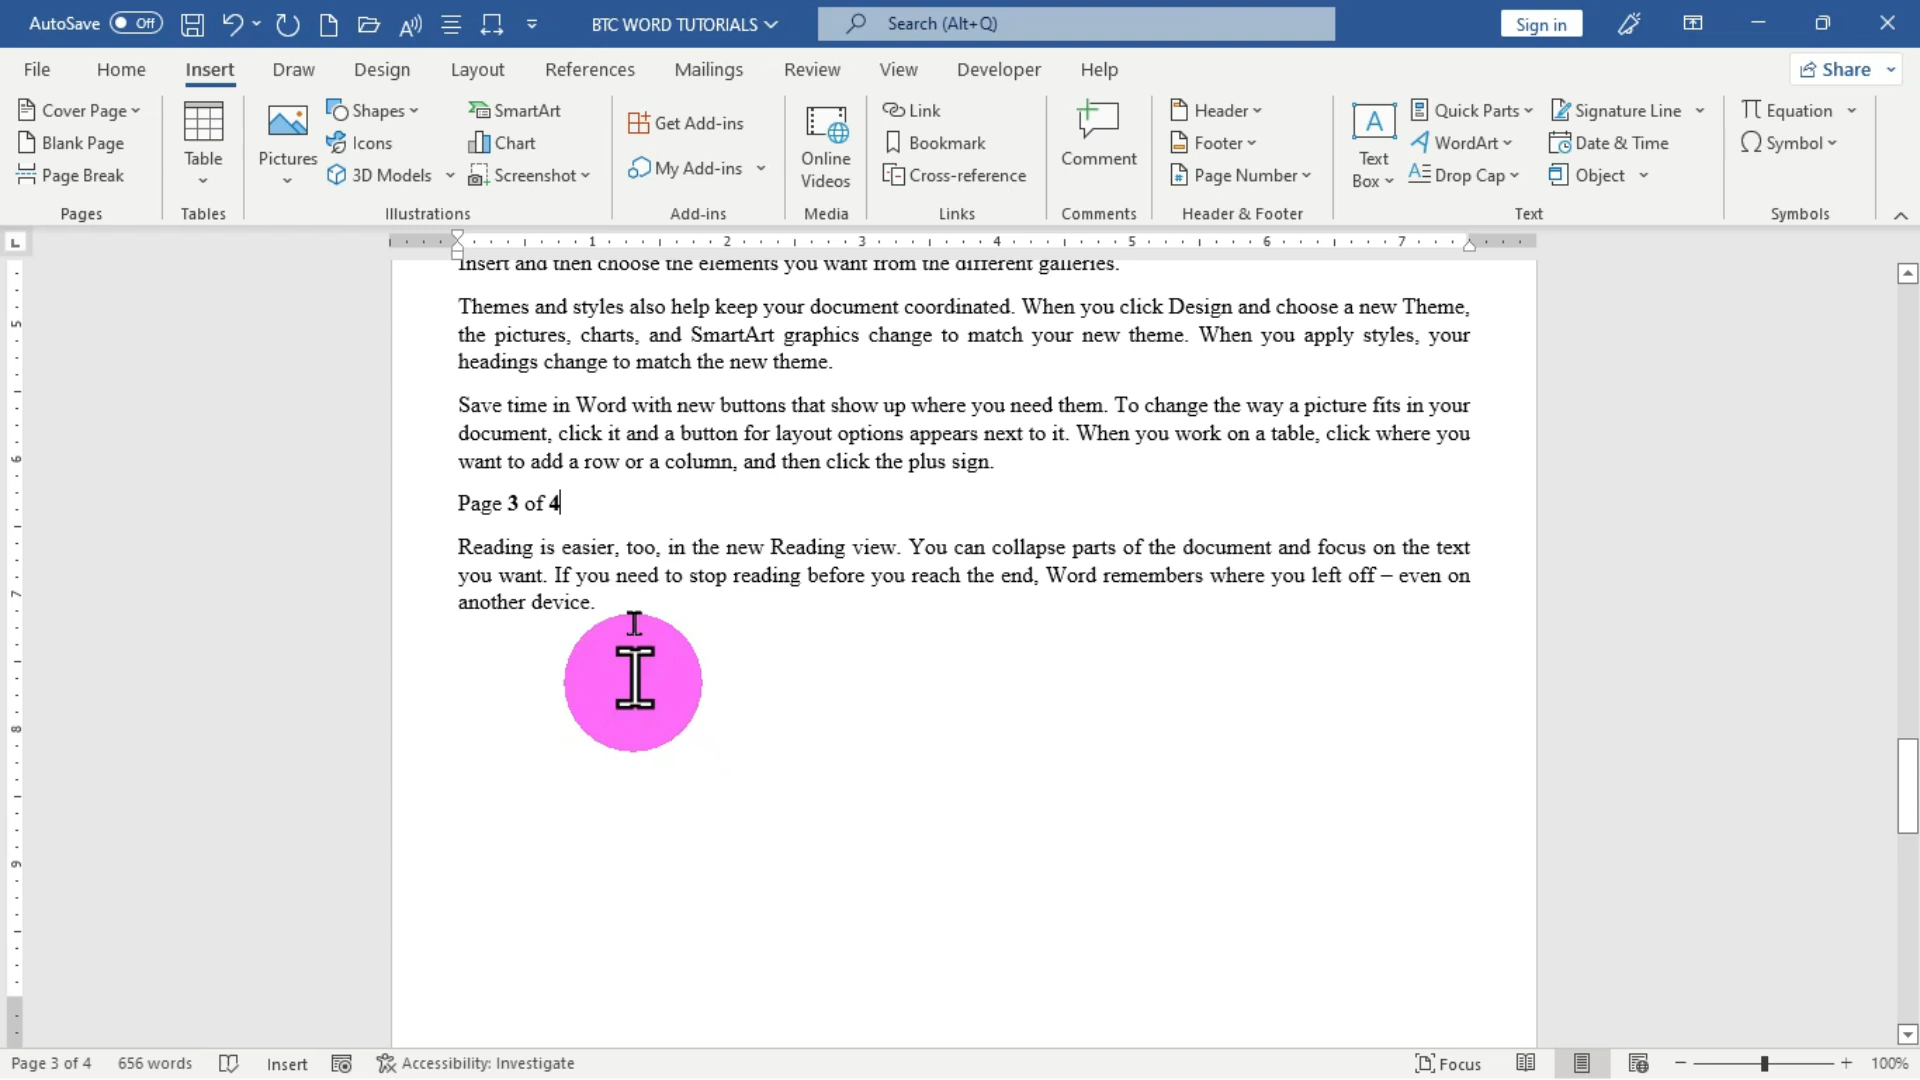 AutoSave Off BTC WORD TUTORIALS Search (Alt+Q) Sign in
File Home Insert Draw Design Layout References Mailings Review View Developer Help Share
Cover Page
Blank Page
Page Break
Pages
Table
Tables
Pictures
Shapes
Icons
3D Models
SmartArt
Chart
Screenshot
Illustrations
Get Add-ins
My Add-ins
Add-ins
Online
Videos
Media
Link
Bookmark
Cross-reference
Links
Comment
Comments
Header
Footer
Page Number
Header & Footer
Text
Box
Quick Parts
WordArt
Drop Cap
Signature Line
Date & Time
Object
Text
Equation
Symbol
Symbols
1 2 3 4 5 6 7
5
6
7
8
9
Insert and then choose the elements you want from the different galleries.
Themes and styles also help keep your document coordinated. When you click Design and choose a new Theme,
the pictures, charts, and SmartArt graphics change to match your new theme. When you apply styles, your
headings change to match the new theme.
Save time in Word with new buttons that show up where you need them. To change the way a picture fits in your
document, click it and a button for layout options appears next to it. When you work on a table, click where you
want to add a row or a column, and then click the plus sign.
Page 3 of 4
Reading is easier, too, in the new Reading view. You can collapse parts of the document and focus on the text
you want. If you need to stop reading before you reach the end, Word remembers where you left off – even on
another device.
Page 3 of 4 656 words Insert Accessibility: Investigate Focus 100%